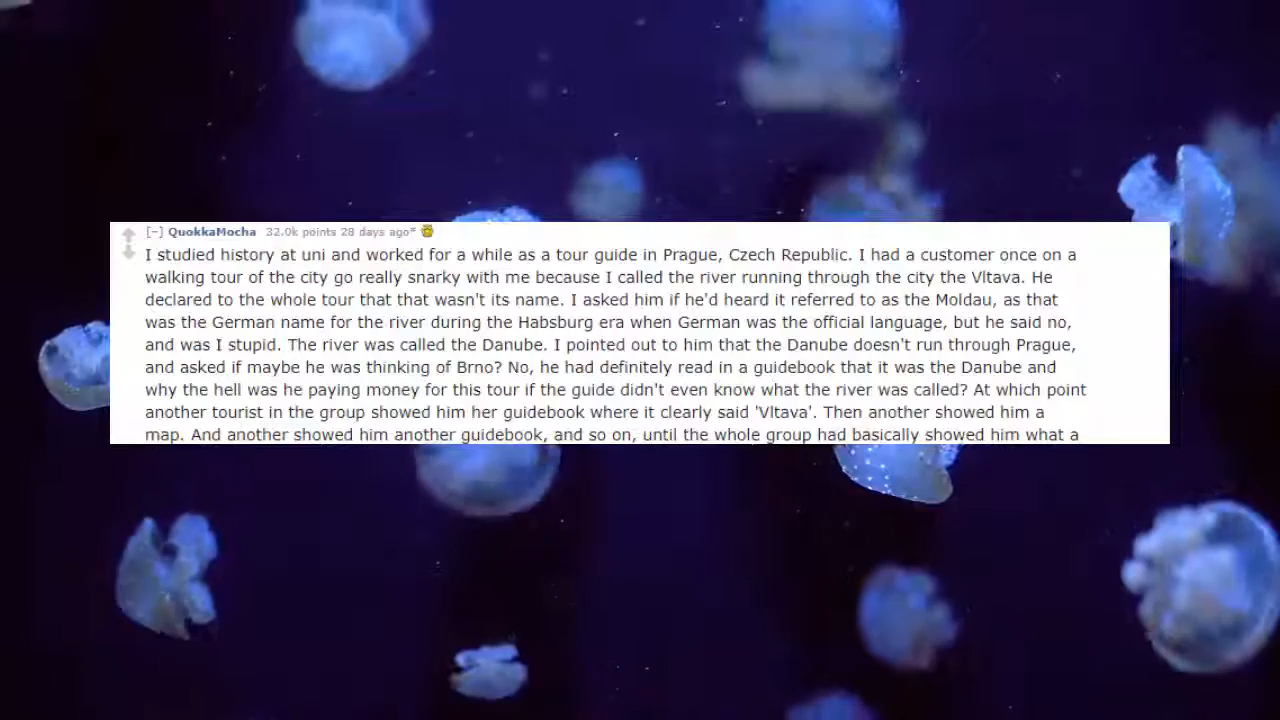 [–] QuokkaMocha 32.0k points 28 days ago*
I studied history at uni and worked for a while as a tour guide in Prague, Czech Republic. I had a customer once on a
walking tour of the city go really snarky with me because I called the river running through the city the Vltava. He
declared to the whole tour that that wasn't its name. I asked him if he'd heard it referred to as the Moldau, as that
was the German name for the river during the Habsburg era when German was the official language, but he said no,
and was I stupid. The river was called the Danube. I pointed out to him that the Danube doesn't run through Prague,
and asked if maybe he was thinking of Brno? No, he had definitely read in a guidebook that it was the Danube and
why the hell was he paying money for this tour if the guide didn't even know what the river was called? At which point
another tourist in the group showed him her guidebook where it clearly said 'Vltava'. Then another showed him a
map. And another showed him another guidebook, and so on, until the whole group had basically showed him what a